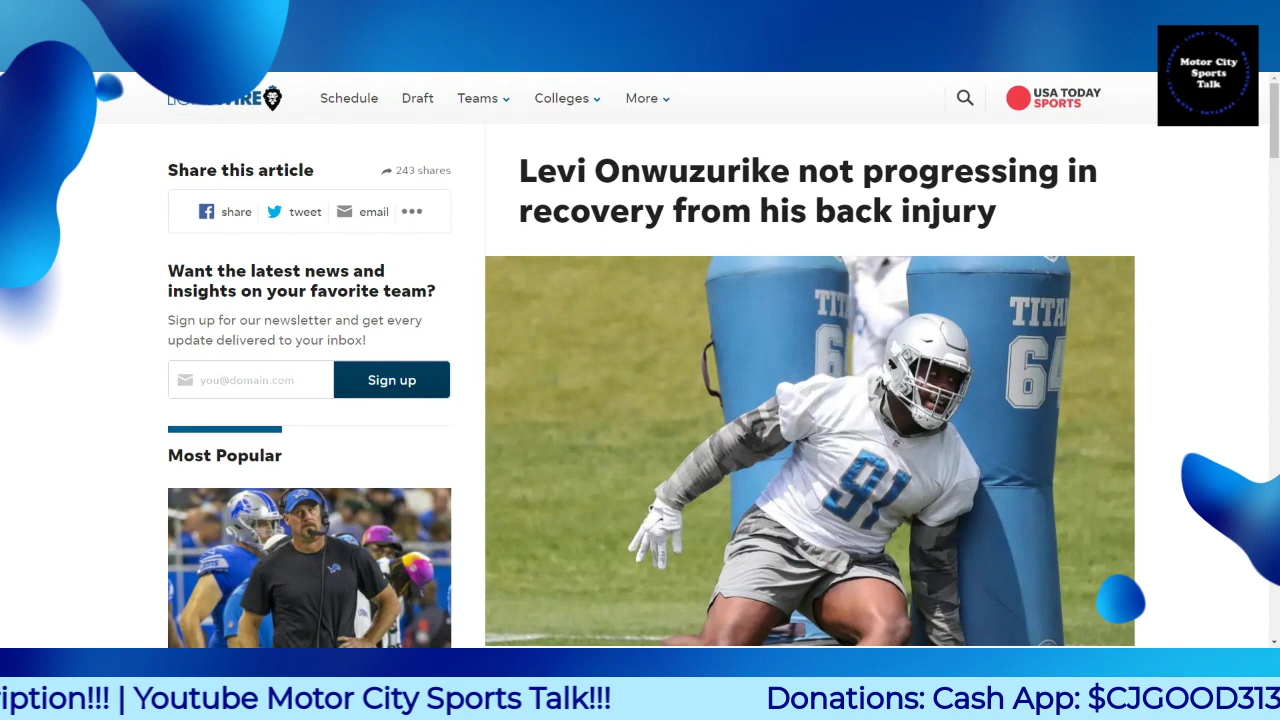 Motor City
Sports
Talk
WIRE
Schedule
Draft
Teams
Colleges
More
USA TODAY
SPORTS
Share this article
243 shares
share
tweet
email
Want the latest news and
insights on your favorite team?
Sign up for our newsletter and get every
update delivered to your inbox!
you@domain.com
Sign up
Most Popular
Levi Onwuzurike not progressing in
recovery from his back injury
TITA
64
91
iption!!! | Youtube Motor City Sports Talk!!!
Donations: Cash App: $CJGOOD313